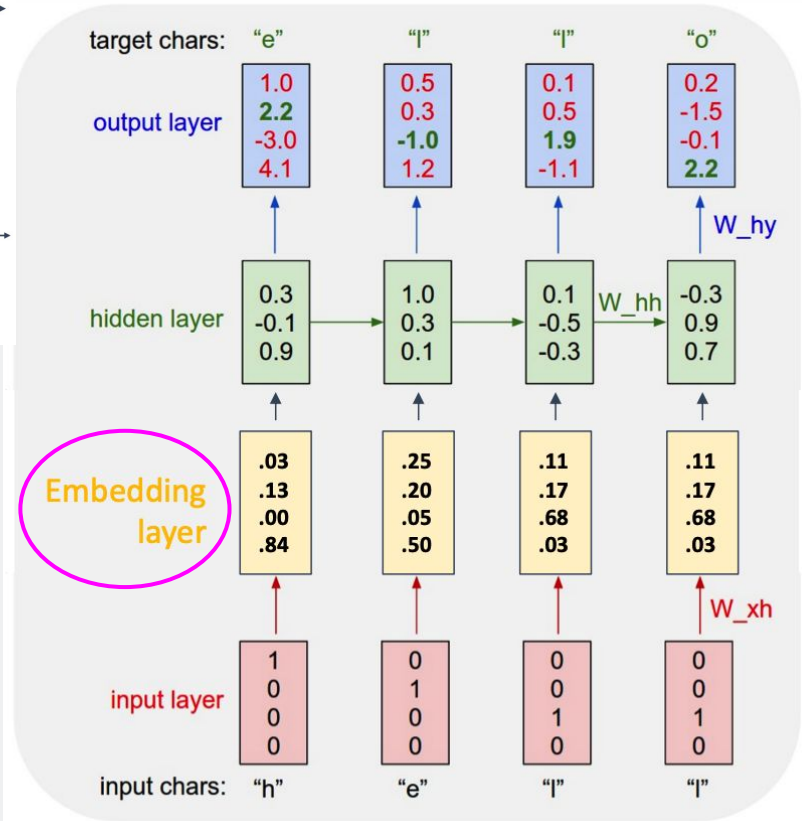 target chars: “e” “l” “l” “o”
1.0 0.5 0.1 0.2
2.2 0.3 0.5 -1.5
output layer
-3.0 -1.0 1.9 -0.1
4.1 1.2 -1.1 2.2
W_hy
0.3 1.0 0.1 W_hh -0.3
hidden layer -0.1 0.3 -0.5 0.9
0.9 0.1 -0.3 0.7
.03 .25 .11 .11
Embedding .13 .20 .17 .17
layer .00 .05 .68 .68
.84 .50 .03 .03
W_xh
1 0 0 0
0 1 0 0
input layer
0 0 1 1
0 0 0 0
input chars: “h” “e” “l” “l”